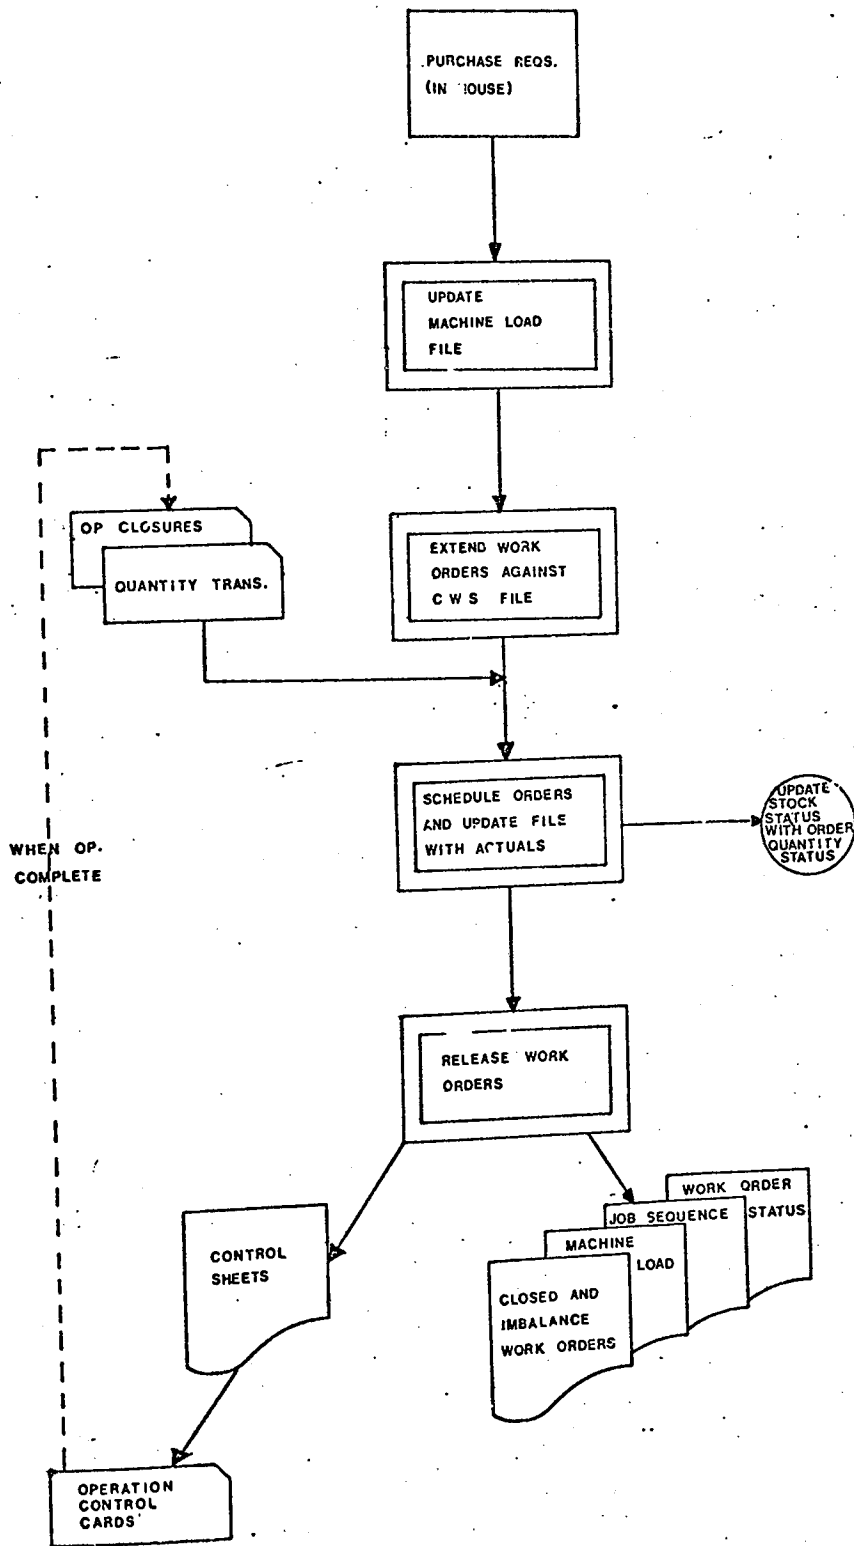 PURCHASE REQS.
(IN HOUSE)
UPDATE
MACHINE LOAD
FILE
OP CLOSURES
QUANTITY TRANS.
EXTEND WORK
ORDERS AGAINST
C W S FILE
SCHEDULE ORDERS
AND UPDATE FILE
WITH ACTUALS
UPDATE
STOCK
STATUS
WITH ORDER
QUANTITY
STATUS
WHEN OP.
COMPLETE
RELEASE WORK
ORDERS
CONTROL
SHEETS
WORK ORDER
STATUS
JOB SEQUENCE
MACHINE
LOAD
CLOSED AND
IMBALANCE
WORK ORDERS
OPERATION
CONTROL
CARDS